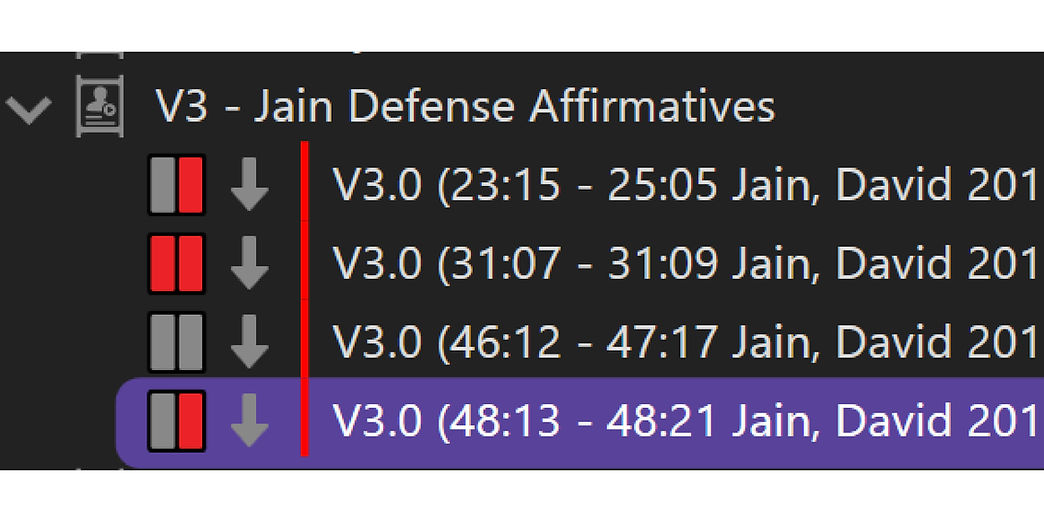 V3 - Jain Defense Affirmatives
V3.0 (23:15 - 25:05 Jain, David 201
V3.0 (31:07 - 31:09 Jain, David 201
V3.0 (46:12 - 47:17 Jain, David 201
V3.0 (48:13 - 48:21 Jain, David 201